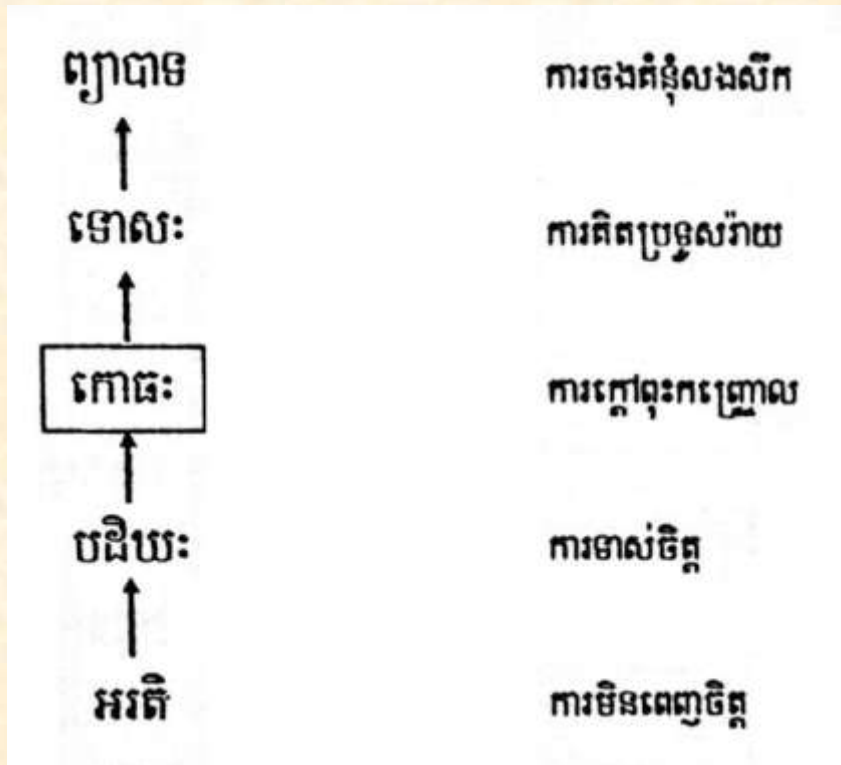 ព្យាបាទ ការចងគំនុំសងសឹក
ទោសៈ ការគិតប្រទូសរ៉ាយ
កោធៈ ការក្តៅពុះកញ្ជ្រោល
បដិឃៈ ការទាស់ចិត្ត
អរតិ ការមិនពេញចិត្ត